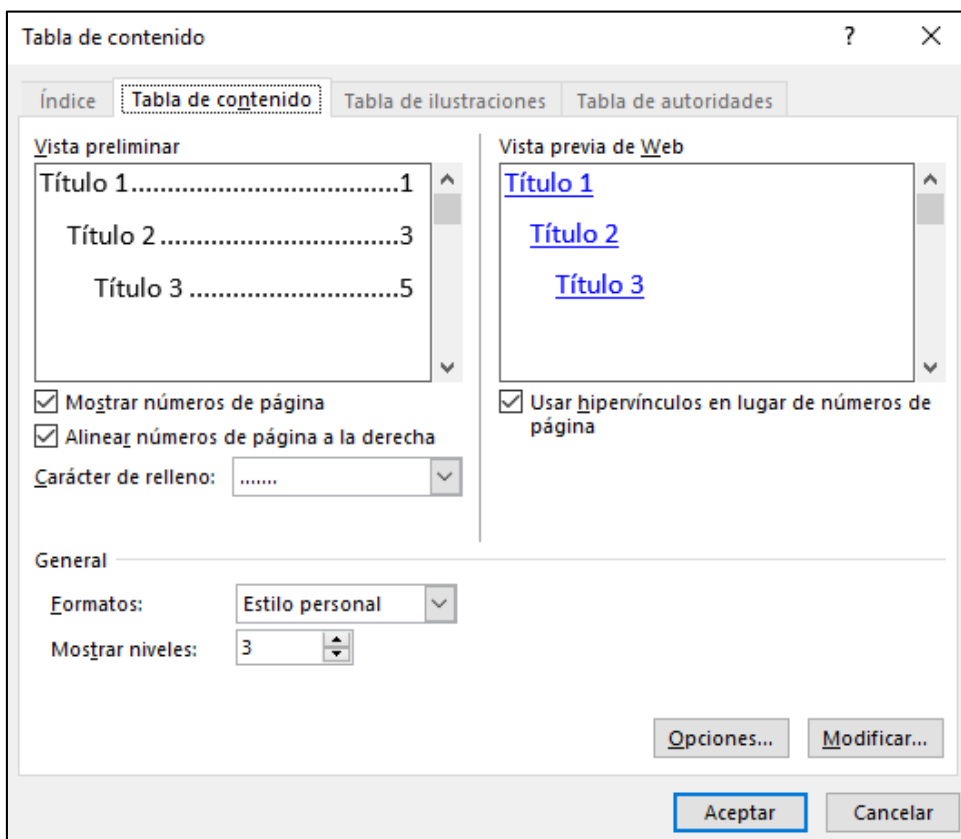 Tabla de contenido
?
Índice
Tabla de contenido
Tabla de ilustraciones
Tabla de autoridades
Vista preliminar
Título 1....................................1
Título 2................................3
Título 3.............................5
Mostrar números de página
Alinear números de página a la derecha
Carácter de relleno: .......
Vista previa de Web
Título 1
Título 2
Título 3
Usar hipervínculos en lugar de números de
página
General
Formatos: Estilo personal
Mostrar niveles: 3
Opciones...
Modificar...
Aceptar
Cancelar